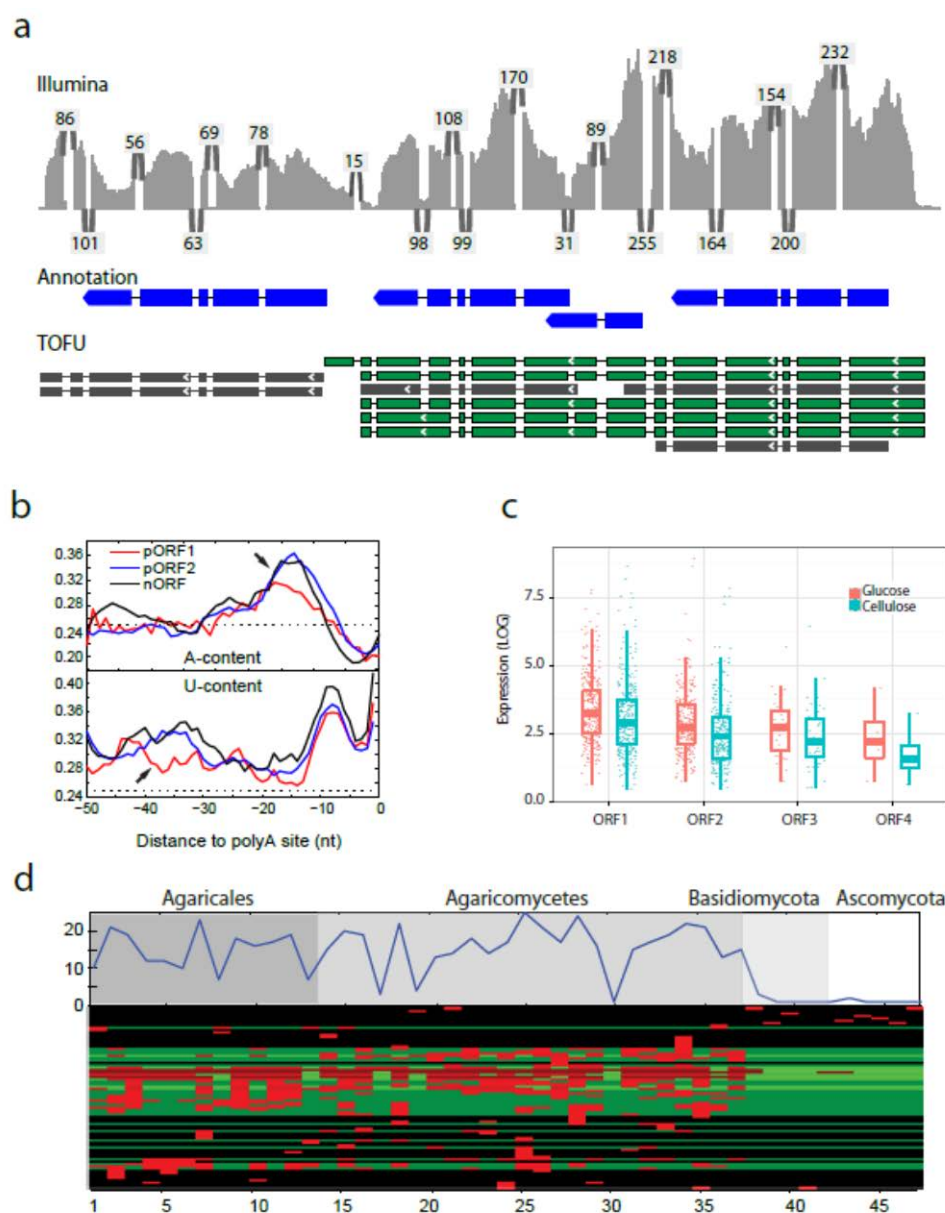 a
Illumina
86 56 69 78 15 108 170 89 218 154 232
101 63 98 99 31 255 164 200
Annotation
TOFU
b
pORF1
pORF2
nORF
0.36
0.32
0.28
0.24
0.20
A-content
U-content
0.40
0.36
0.32
0.28
0.24
−50 −40 −30 −20 −10 0
Distance to polyA site (nt)
c
Expression (LOG)
7.5
5.0
2.5
0.0
Glucose
Cellulose
ORF1 ORF2 ORF3 ORF4
d
Agaricales Agaricomycetes Basidiomycota Ascomycota
20
10
0
1 5 10 15 20 25 30 35 40 45